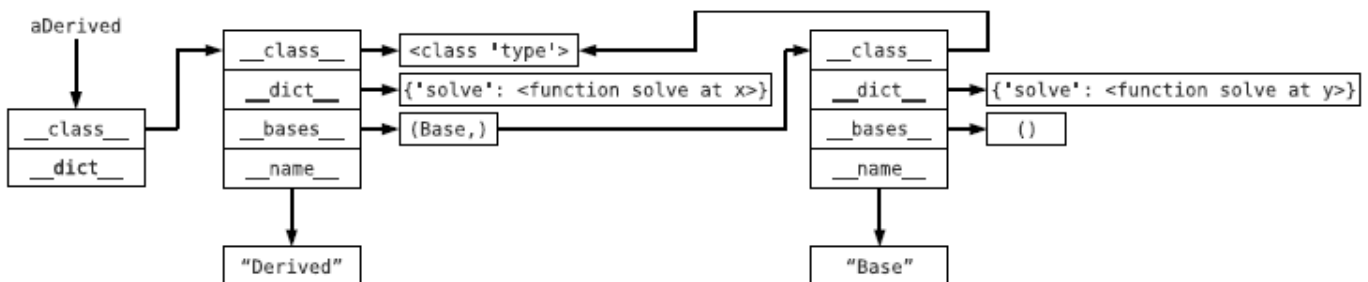 aDerived
__class__
__dict__
__class__
__dict__
__bases__
__name__
<class 'type'>
{'solve': <function solve at x>}
(Base,)
“Derived”
__class__
__dict__
__bases__
__name__
{'solve': <function solve at y>}
()
“Base”